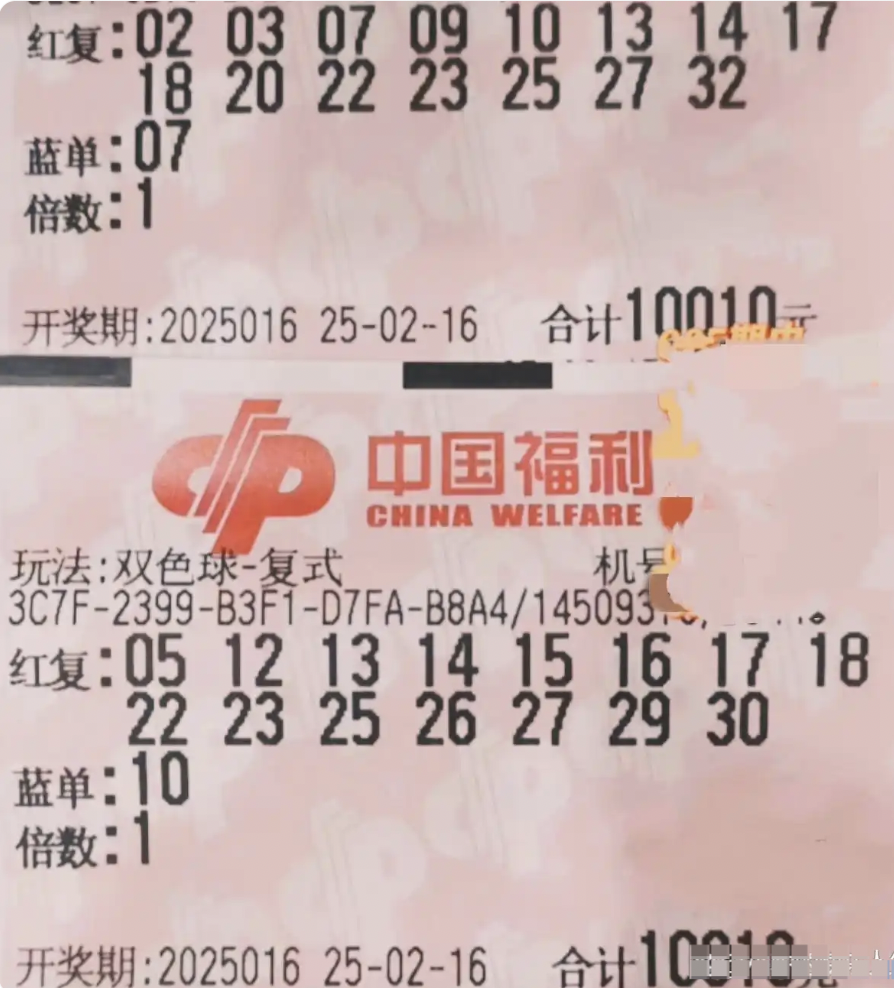 红复:02 03 07 09 10 13 14 17
18 20 22 23 25 27 32
蓝单:07
倍数:1
开奖期:2025016 25-02-16 合计10010元
中国福利
CHINA WELFARE
玩法:双色球-复式 机号
3C7F-2399-B3F1-D7FA-B8A4/145093
红复:05 12 13 14 15 16 17 18
22 23 25 26 27 29 30
蓝单:10
倍数:1
开奖期:2025016 25-02-16 合计10010元